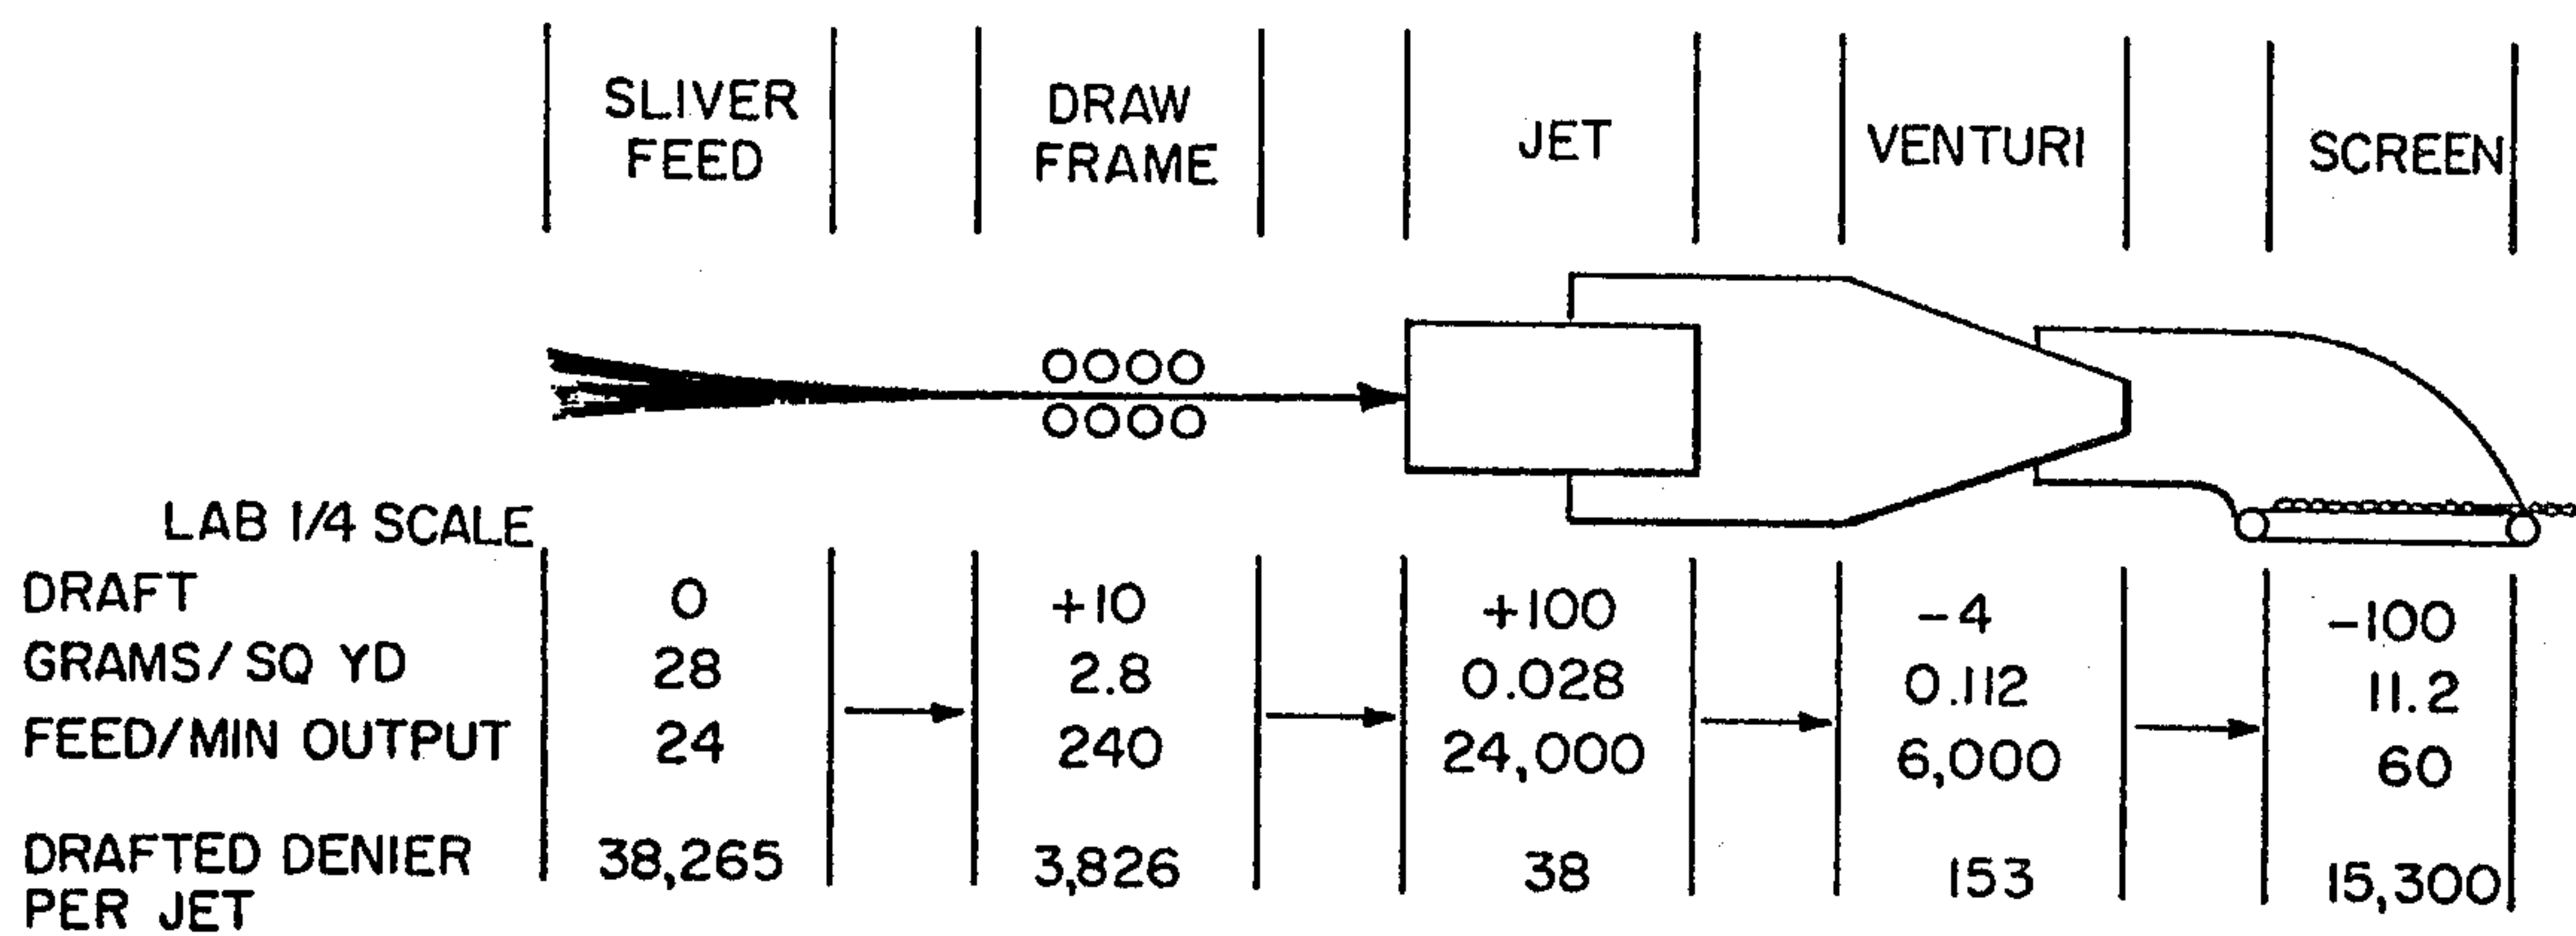 SLIVER FEED
DRAW FRAME
JET
VENTURI
SCREEN
LAB 1/4 SCALE
DRAFT 0 +10 +100 -4 -100
GRAMS/SQ YD 28 2.8 0.028 0.112 11.2
FEED/MIN OUTPUT 24 240 24,000 6,000 60
DRAFTED DENIER PER JET 38,265 3,826 38 153 15,300